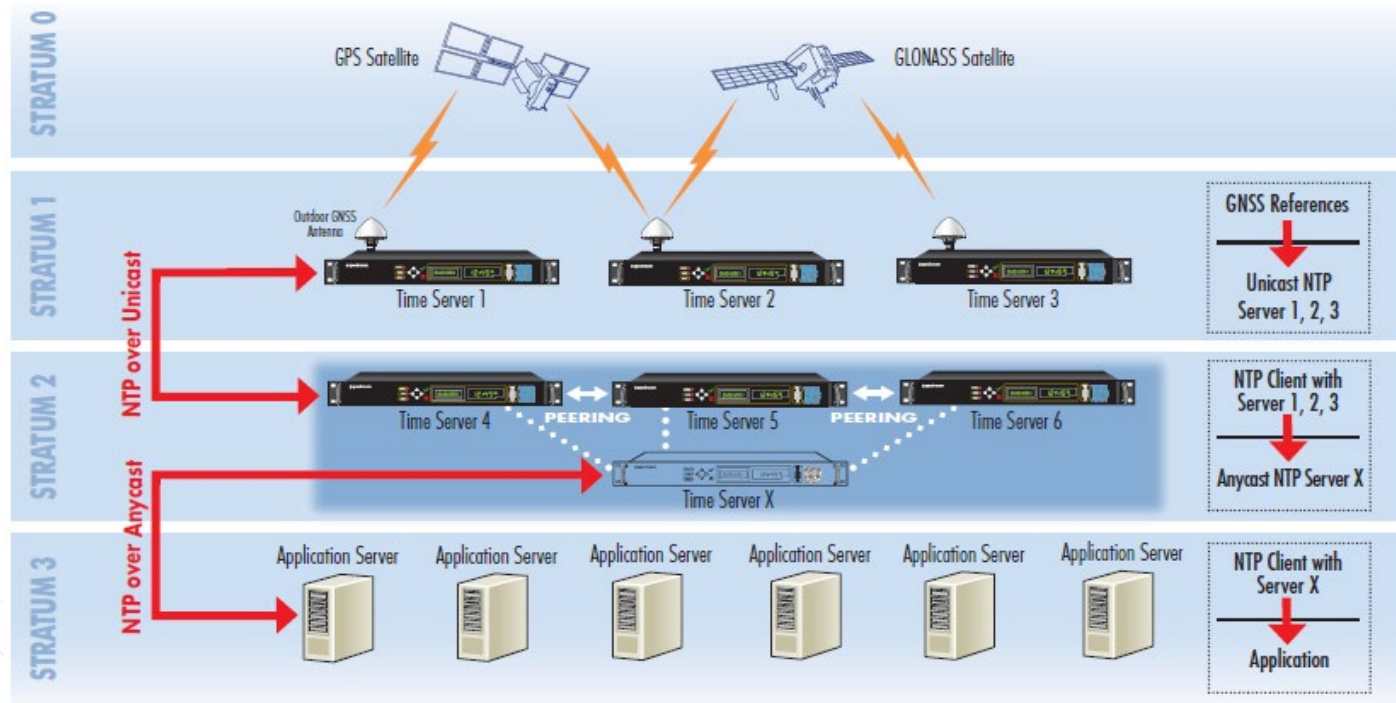 STRATUM 0
GPS Satellite
GLONASS Satellite
STRATUM 1
Outdoor GNSS
Antenna
Time Server 1
Time Server 2
Time Server 3
GNSS References
Unicast NTP
Server 1, 2, 3
NTP over Unicast
STRATUM 2
Time Server 4
PEERING
Time Server 5
PEERING
Time Server 6
Time Server X
NTP Client with
Server 1, 2, 3
Anycast NTP Server X
NTP over Anycast
STRATUM 3
Application Server
Application Server
Application Server
Application Server
Application Server
Application Server
NTP Client with
Server X
Application